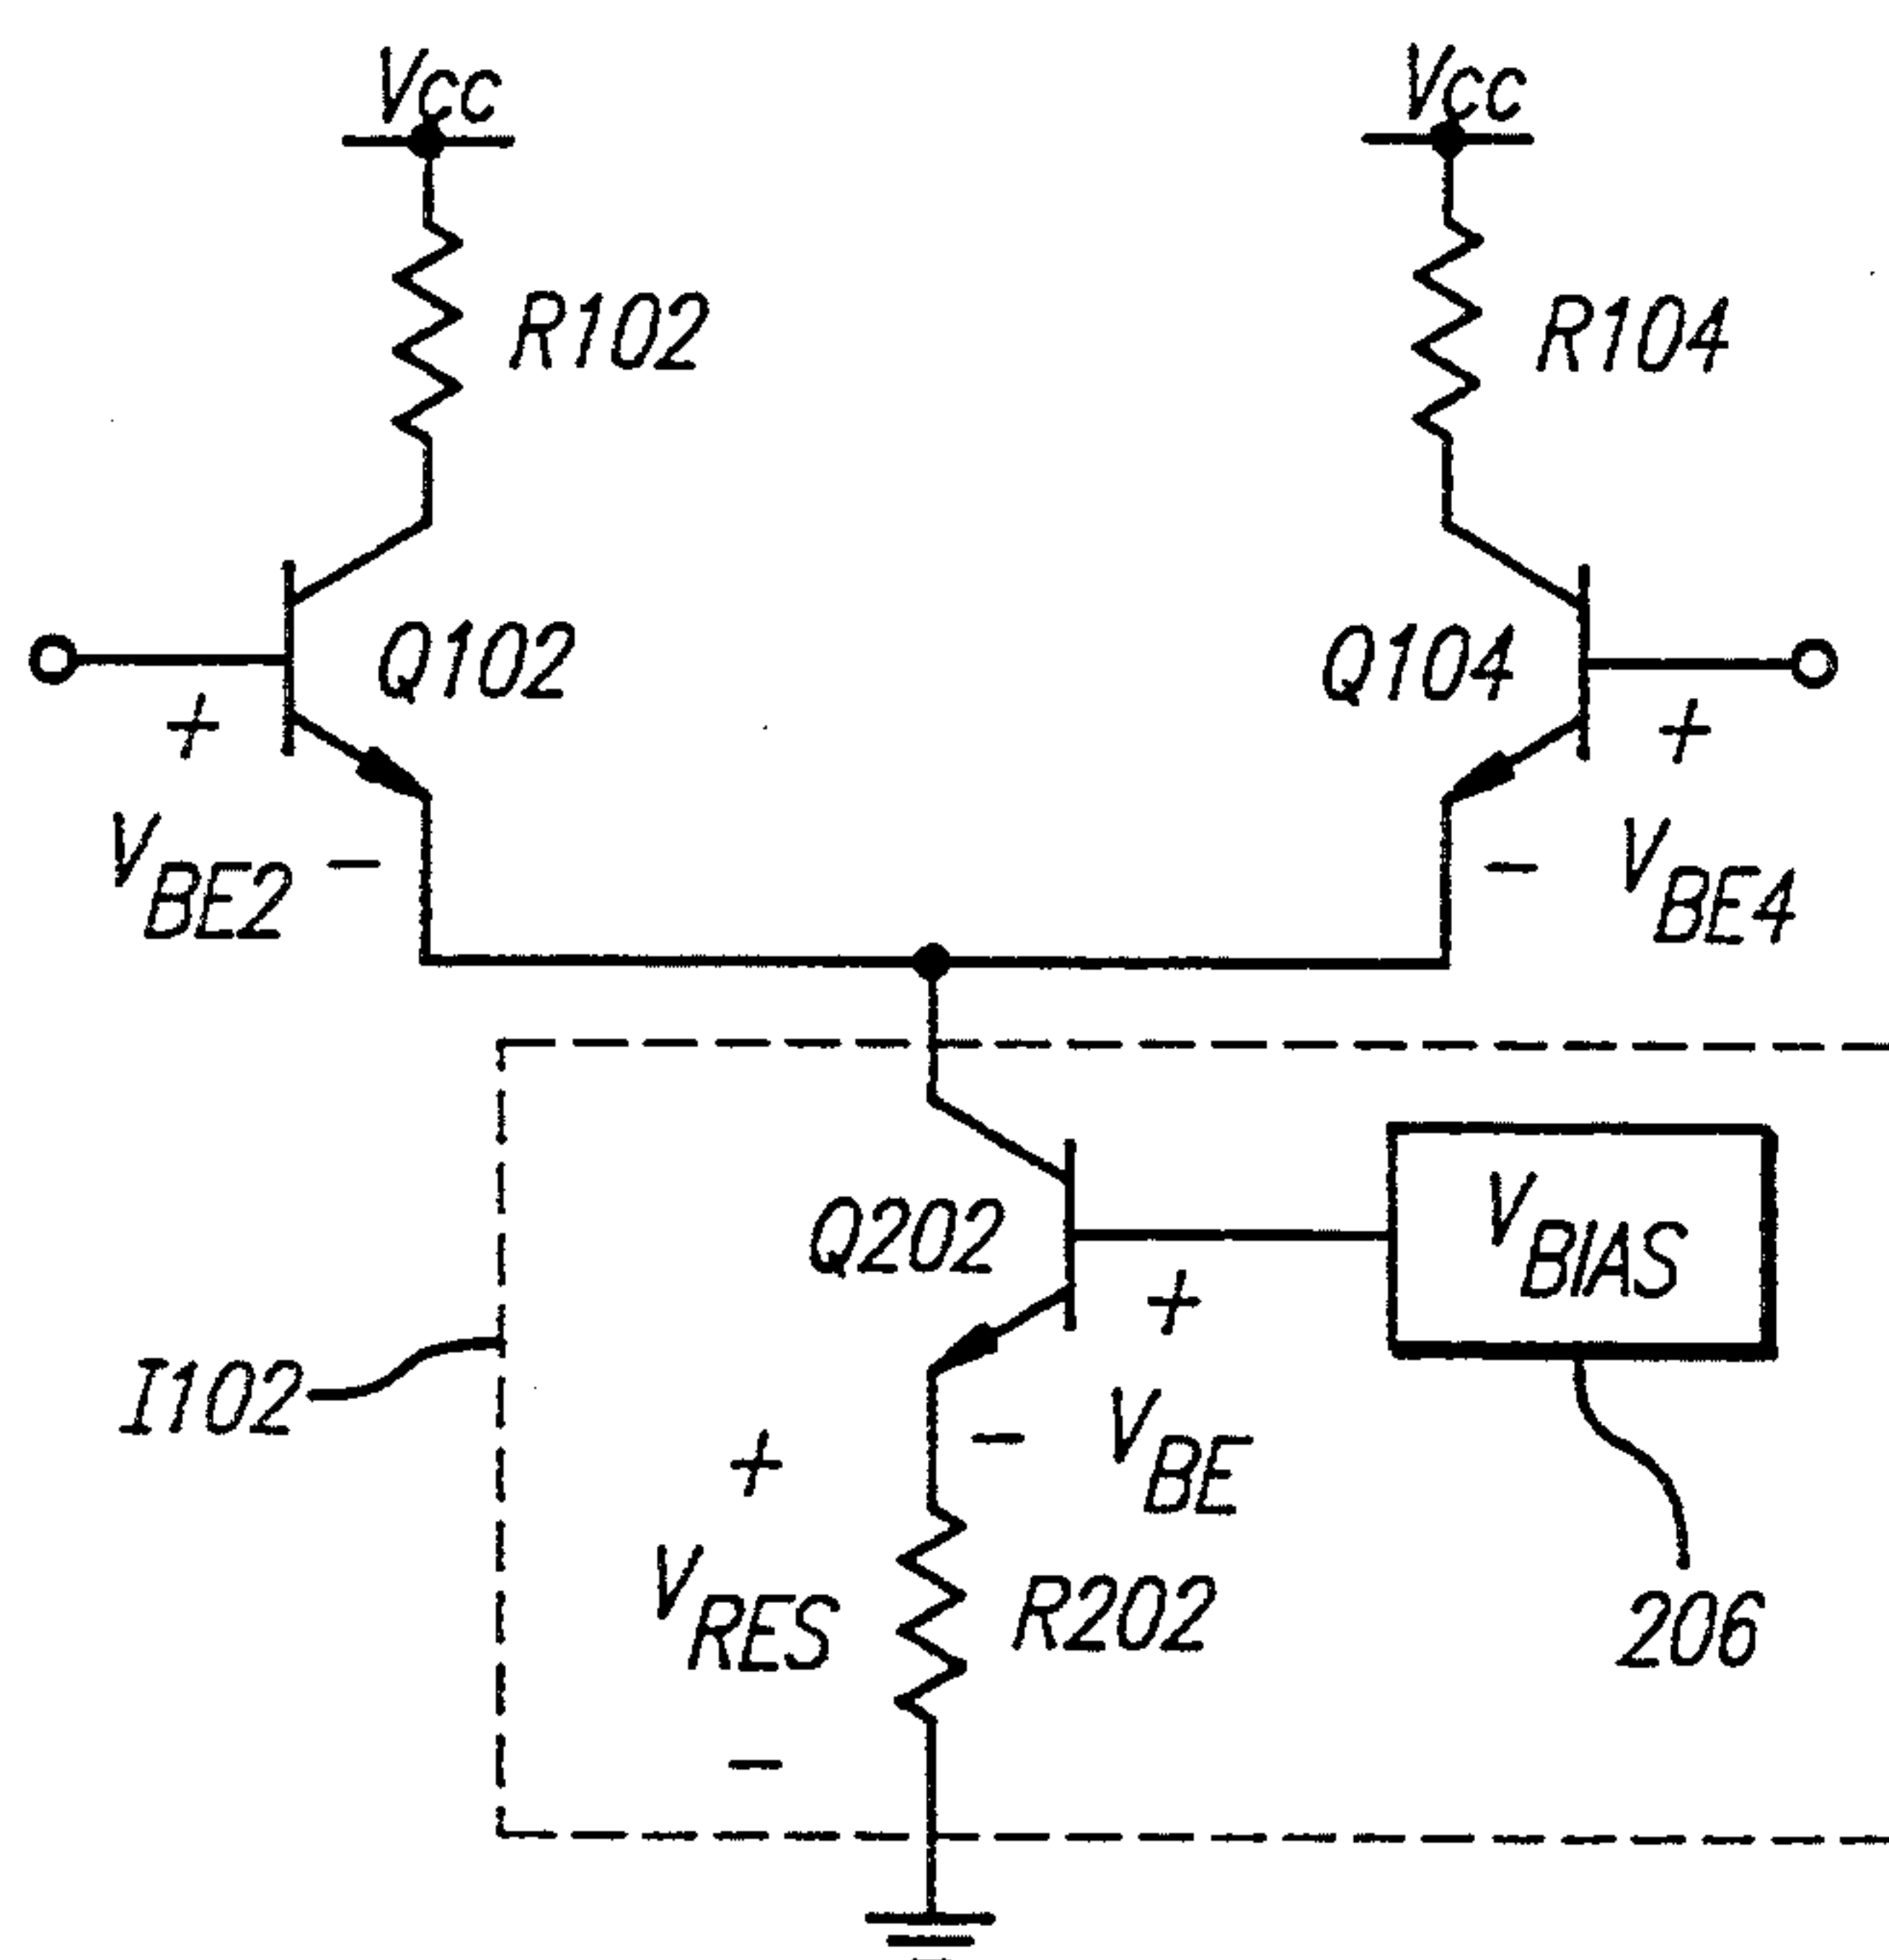 VCC
VCC
R102
R104
Q102
Q104
+
+
VBE2 -
- VBE4
Q202
VBIAS
+
I102
- VBE
+
VRES
R202
206
-